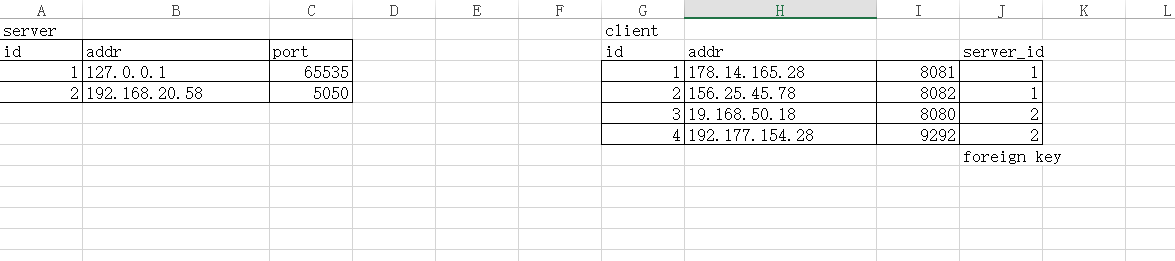 A B C D E F G H I J K L
server client
id addr port id addr server_id
1 127.0.0.1 65535 1 178.14.165.28 8081 1
2 192.168.20.58 5050 2 156.25.45.78 8082 1
3 19.168.50.18 8080 2
4 192.177.154.28 9292 2
foreign key